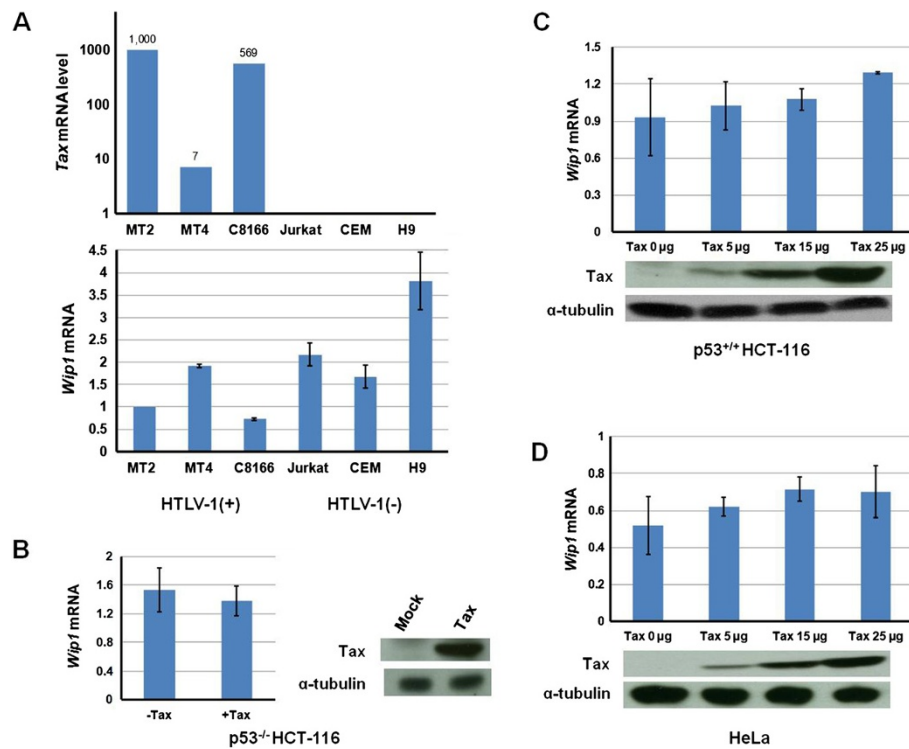 A
1,000
569
7
1000
100
10
1
Tax mRNA level
MT2 MT4 C8166 Jurkat CEM H9
4.5
4
3.5
3
2.5
2
1.5
1
0.5
0
Wip1 mRNA
MT2 MT4 C8166 Jurkat CEM H9
HTLV-1(+) HTLV-1(-)
B
2
1.6
1.2
0.8
0.4
0
Wip1 mRNA
-Tax +Tax
Mock Tax
Tax
α-tubulin
p53-/- HCT-116
C
1.5
1.2
0.9
0.6
0.3
0
Wip1 mRNA
Tax 0 µg Tax 5 µg Tax 15 µg Tax 25 µg
Tax
α-tubulin
p53+/+ HCT-116
D
1
0.8
0.6
0.4
0.2
0
Wip1 mRNA
Tax 0 µg Tax 5 µg Tax 15 µg Tax 25 µg
Tax
α-tubulin
HeLa